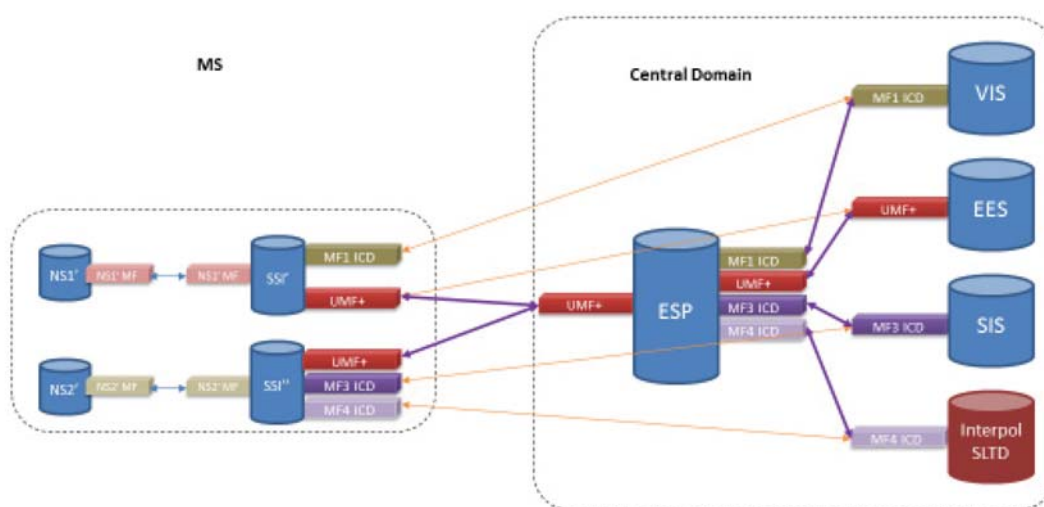 MS
Central Domain
MF1 ICD
VIS
UMF+
EES
NS1'
NS1' MF
NS1' MF
SSI'
MF1 ICD
UMF+
UMF+
ESP
MF1 ICD
UMF+
MF3 ICD
MF4 ICD
MF3 ICD
SIS
NS2'
NS2' MF
NS2' MF
SSI''
UMF+
MF3 ICD
MF4 ICD
MF4 ICD
Interpol
SLTD